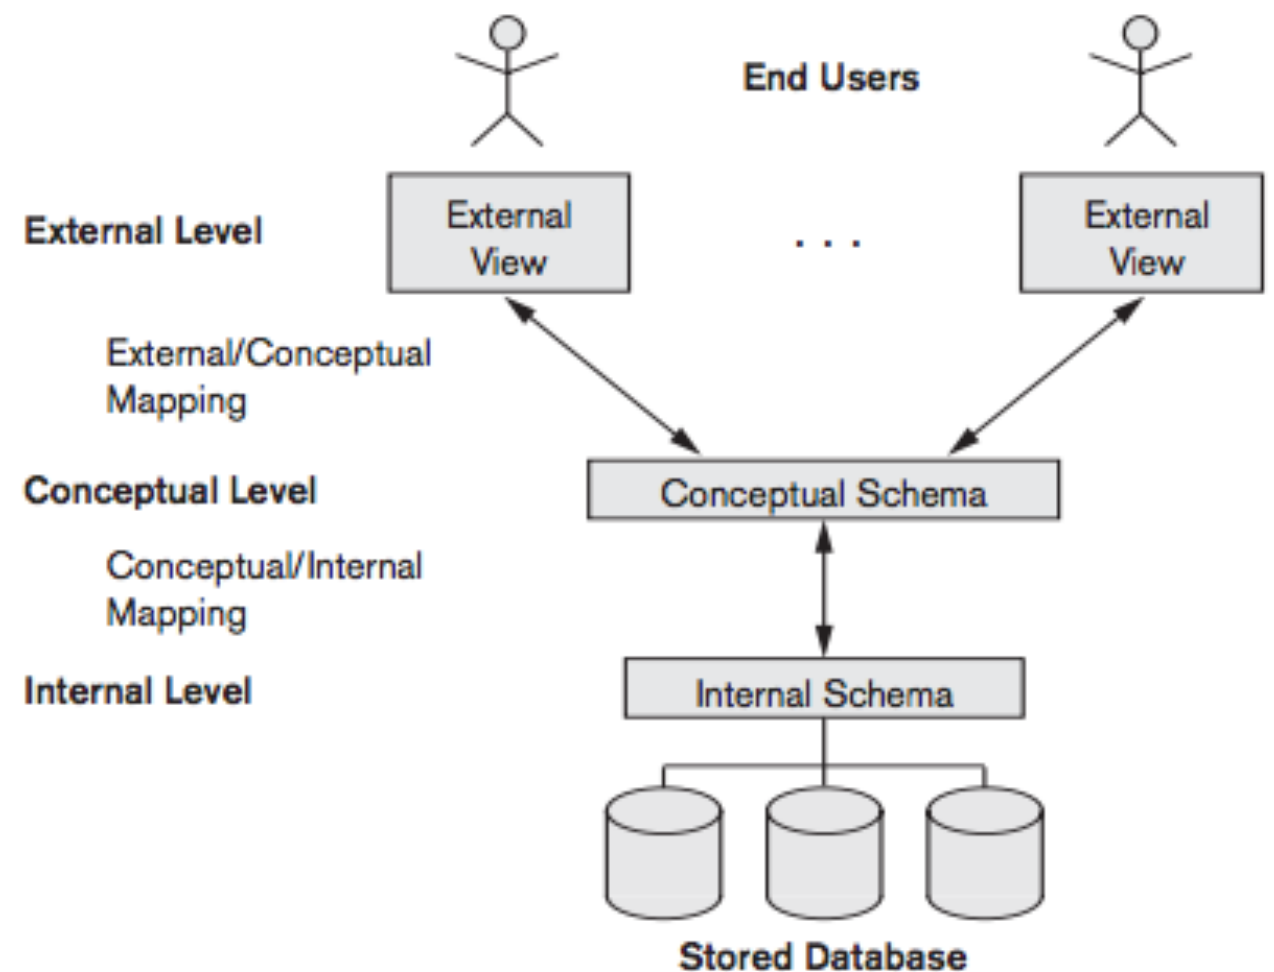 End Users
External Level
External
View
. . .
External
View
External/Conceptual
Mapping
Conceptual Level
Conceptual Schema
Conceptual/Internal
Mapping
Internal Level
Internal Schema
Stored Database